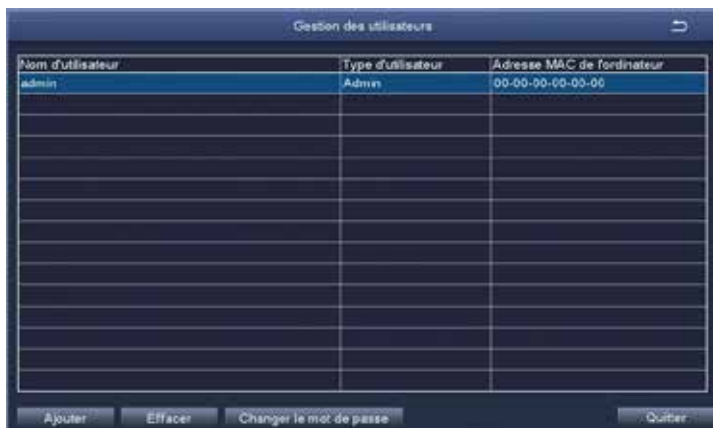 Gestion des utilisateurs
Nom d'utilisateur Type d'utilisateur Adresse MAC de l'ordinateur
admin Admin 00-00-00-00-00-00
Ajouter Effacer Changer le mot de passe Quitter